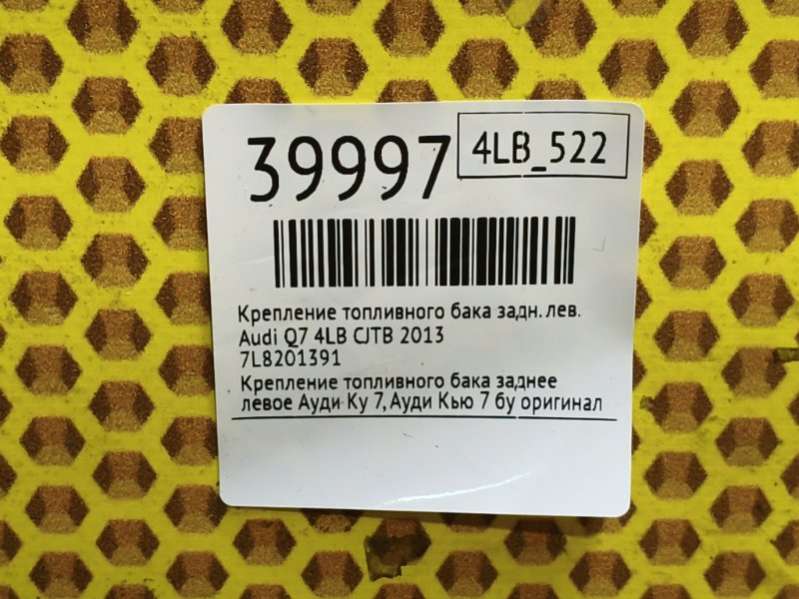 39997
4LB_522
Крепление топливного бака задн. лев.
Audi Q7 4LB CJTB 2013
7L8201391
Крепление топливного бака заднее
левое Ауди Ку 7, Ауди Кью 7 бу оригинал